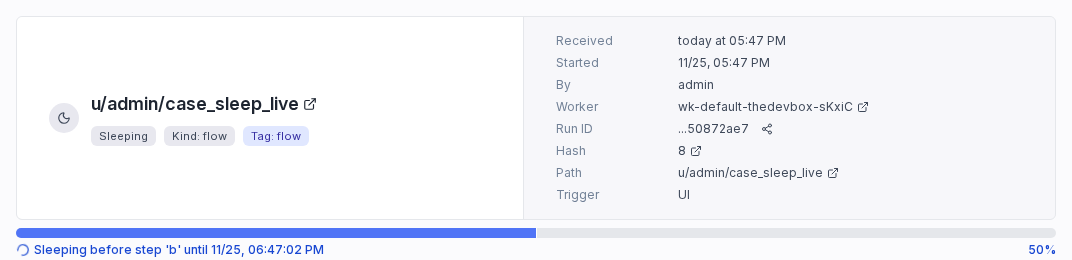 u/admin/case_sleep_live
Sleeping Kind: flow Tag: flow
Received today at 05:47 PM
Started 11/25, 05:47 PM
By admin
Worker wk-default-thedevbox-sKxiC
Run ID ...50872ae7
Hash 8
Path u/admin/case_sleep_live
Trigger UI
Sleeping before step 'b' until 11/25, 06:47:02 PM 50%